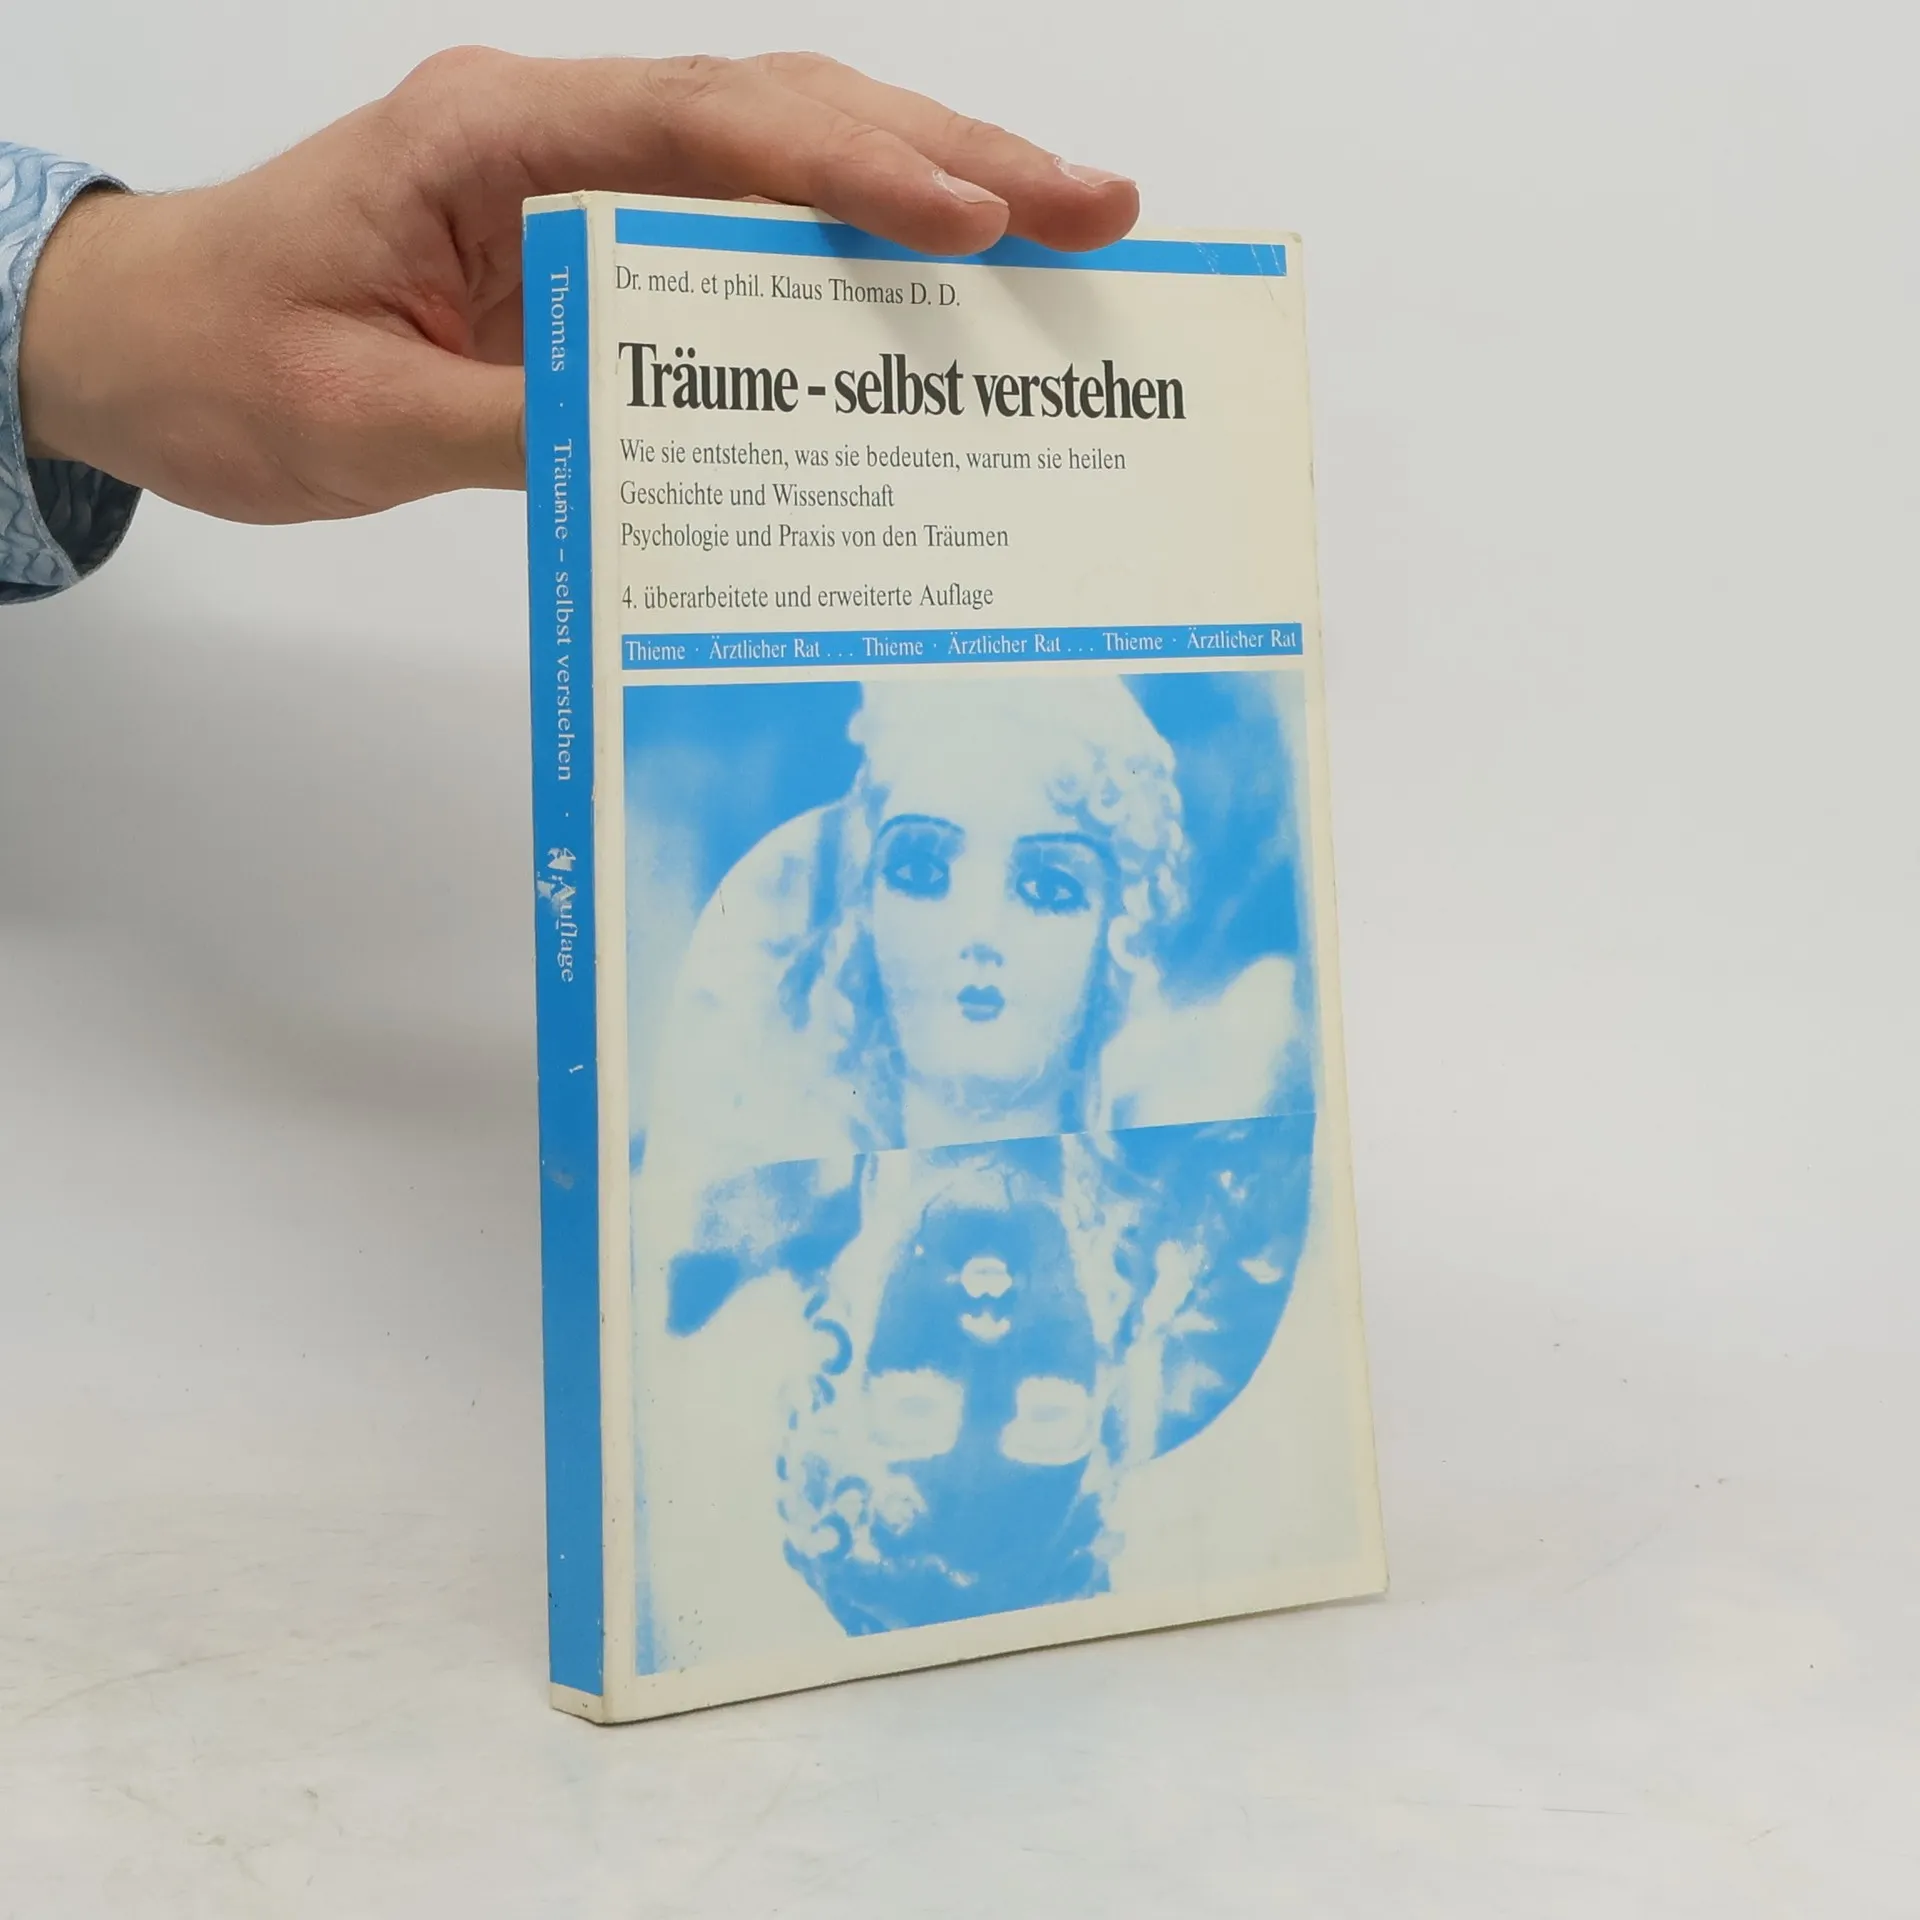 Dr. med. et phil. Klaus Thomas D. D.
Träume - selbst verstehen
Wie sie entstehen, was sie bedeuten, warum sie heilen
Geschichte und Wissenschaft
Psychologie und Praxis von den Träumen
4. überarbeitete und erweiterte Auflage
Thieme · Ärztlicher Rat . . . Thieme · Ärztlicher Rat . . . Thieme · Ärztlicher Rat
Thomas · Träume – selbst verstehen · 4. Auflage